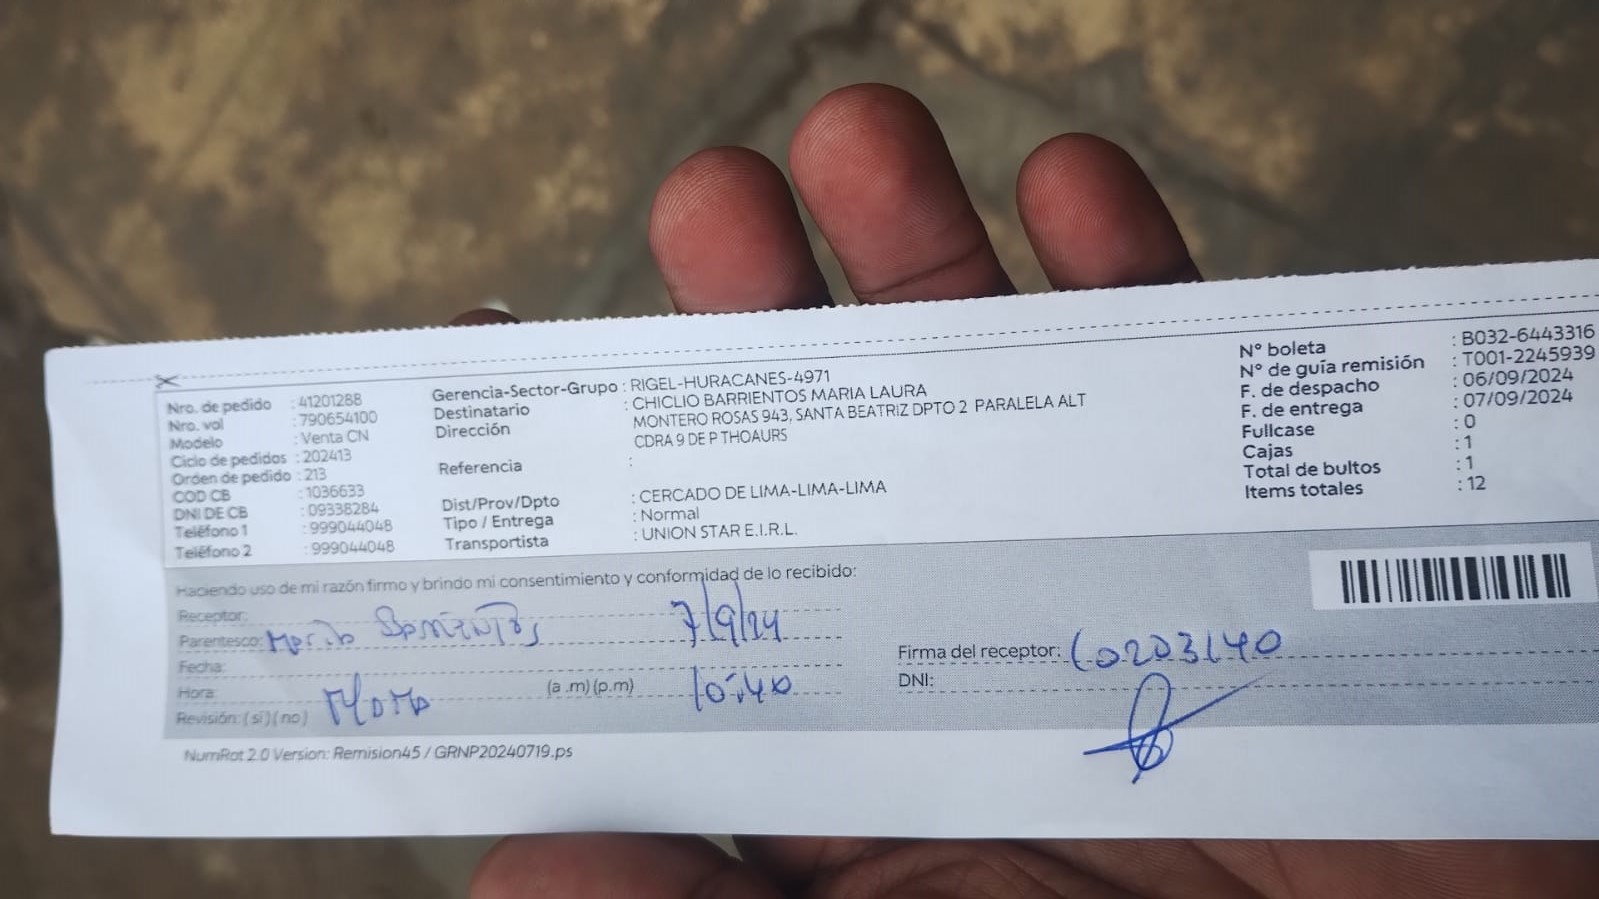 Nro. de pedido : 41201288
Nro. vol : 790654100
Modelo : Venta CN
Ciclo de pedidos : 202413
Orden de pedido : 213
COD CB : 1036633
DNI DE CB : 09338284
Teléfono 1 : 999044048
Teléfono 2 : 999044048
Gerencia-Sector-Grupo : RIGEL-HURACANES-4971
Destinatario : CHICLIO BARRIENTOS MARIA LAURA
Dirección MONTERO ROSAS 943, SANTA BEATRIZ DPTO 2 PARALELA ALT
CDRA 9 DE P THOAURS
Referencia :
Dist/Prov/Dpto : CERCADO DE LIMA-LIMA-LIMA
Tipo / Entrega : Normal
Transportista : UNION STAR E.I.R.L.
N° boleta : B032-6443316
N° de guía remisión : T001-2245939
F. de despacho : 06/09/2024
F. de entrega : 07/09/2024
Fullcase : 0
Cajas : 1
Total de bultos : 1
Items totales : 12
Haciendo uso de mi razón firmo y brindo mi consentimiento y conformidad de lo recibido:
Receptor:
Parentesco: 7/9/24
Fecha:
Hora: (a .m) (p.m) 10:40
Revisión: ( si ) ( no )
Firma del receptor:
DNI:
NumRot 2.0 Version: Remision45 / GRNP20240719.ps